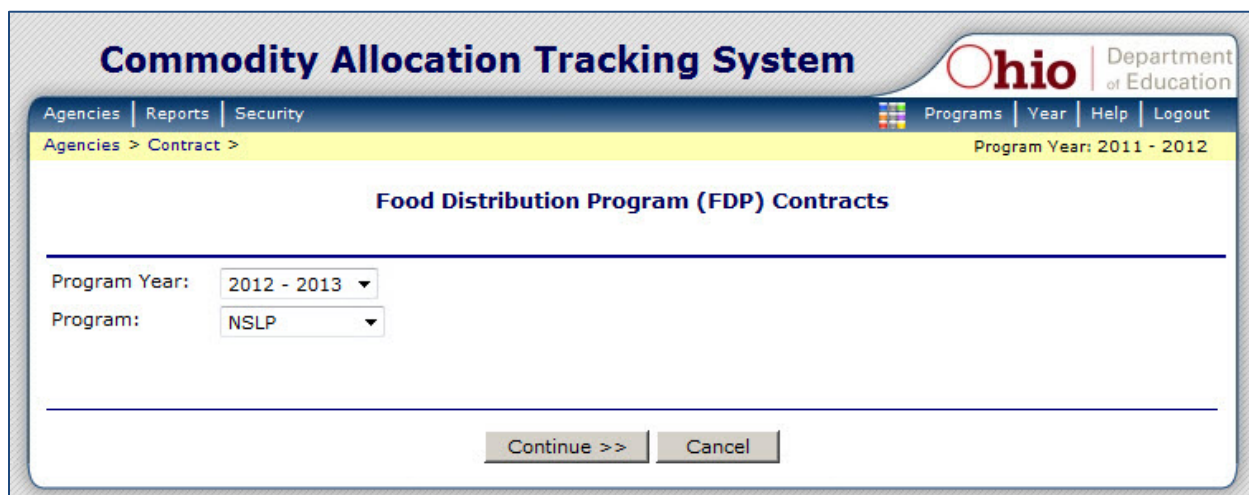 Commodity Allocation Tracking System
Ohio Department of Education
Agencies Reports Security Programs Year Help Logout
Agencies > Contract > Program Year: 2011 - 2012
Food Distribution Program (FDP) Contracts
Program Year: 2012 - 2013
Program: NSLP
Continue >> Cancel